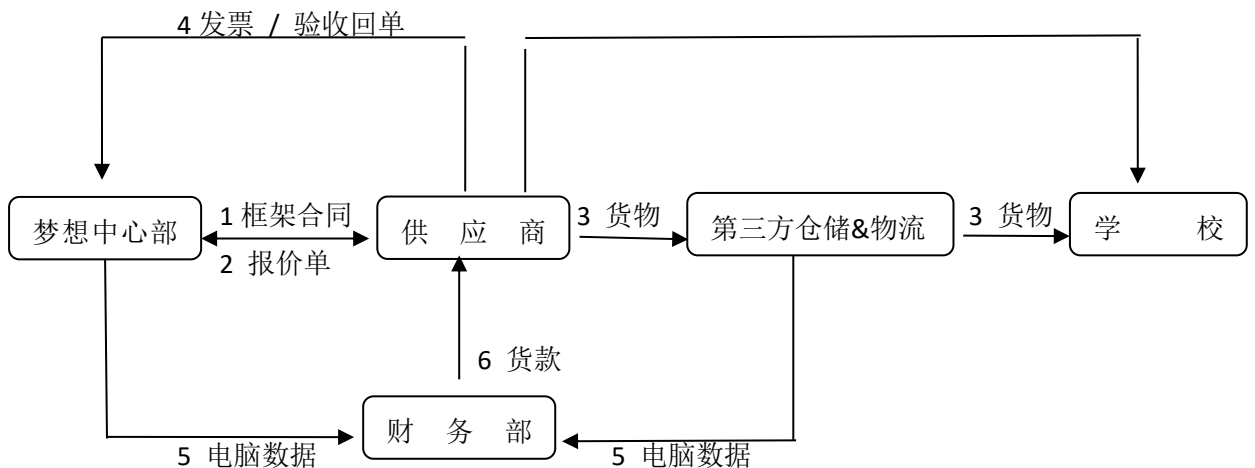 4 发票 / 验收回单
梦想中心部
1 框架合同
2 报价单
供 应 商
3 货物
第三方仓储&物流
3 货物
学 校
6 货款
财 务 部
5 电脑数据
5 电脑数据